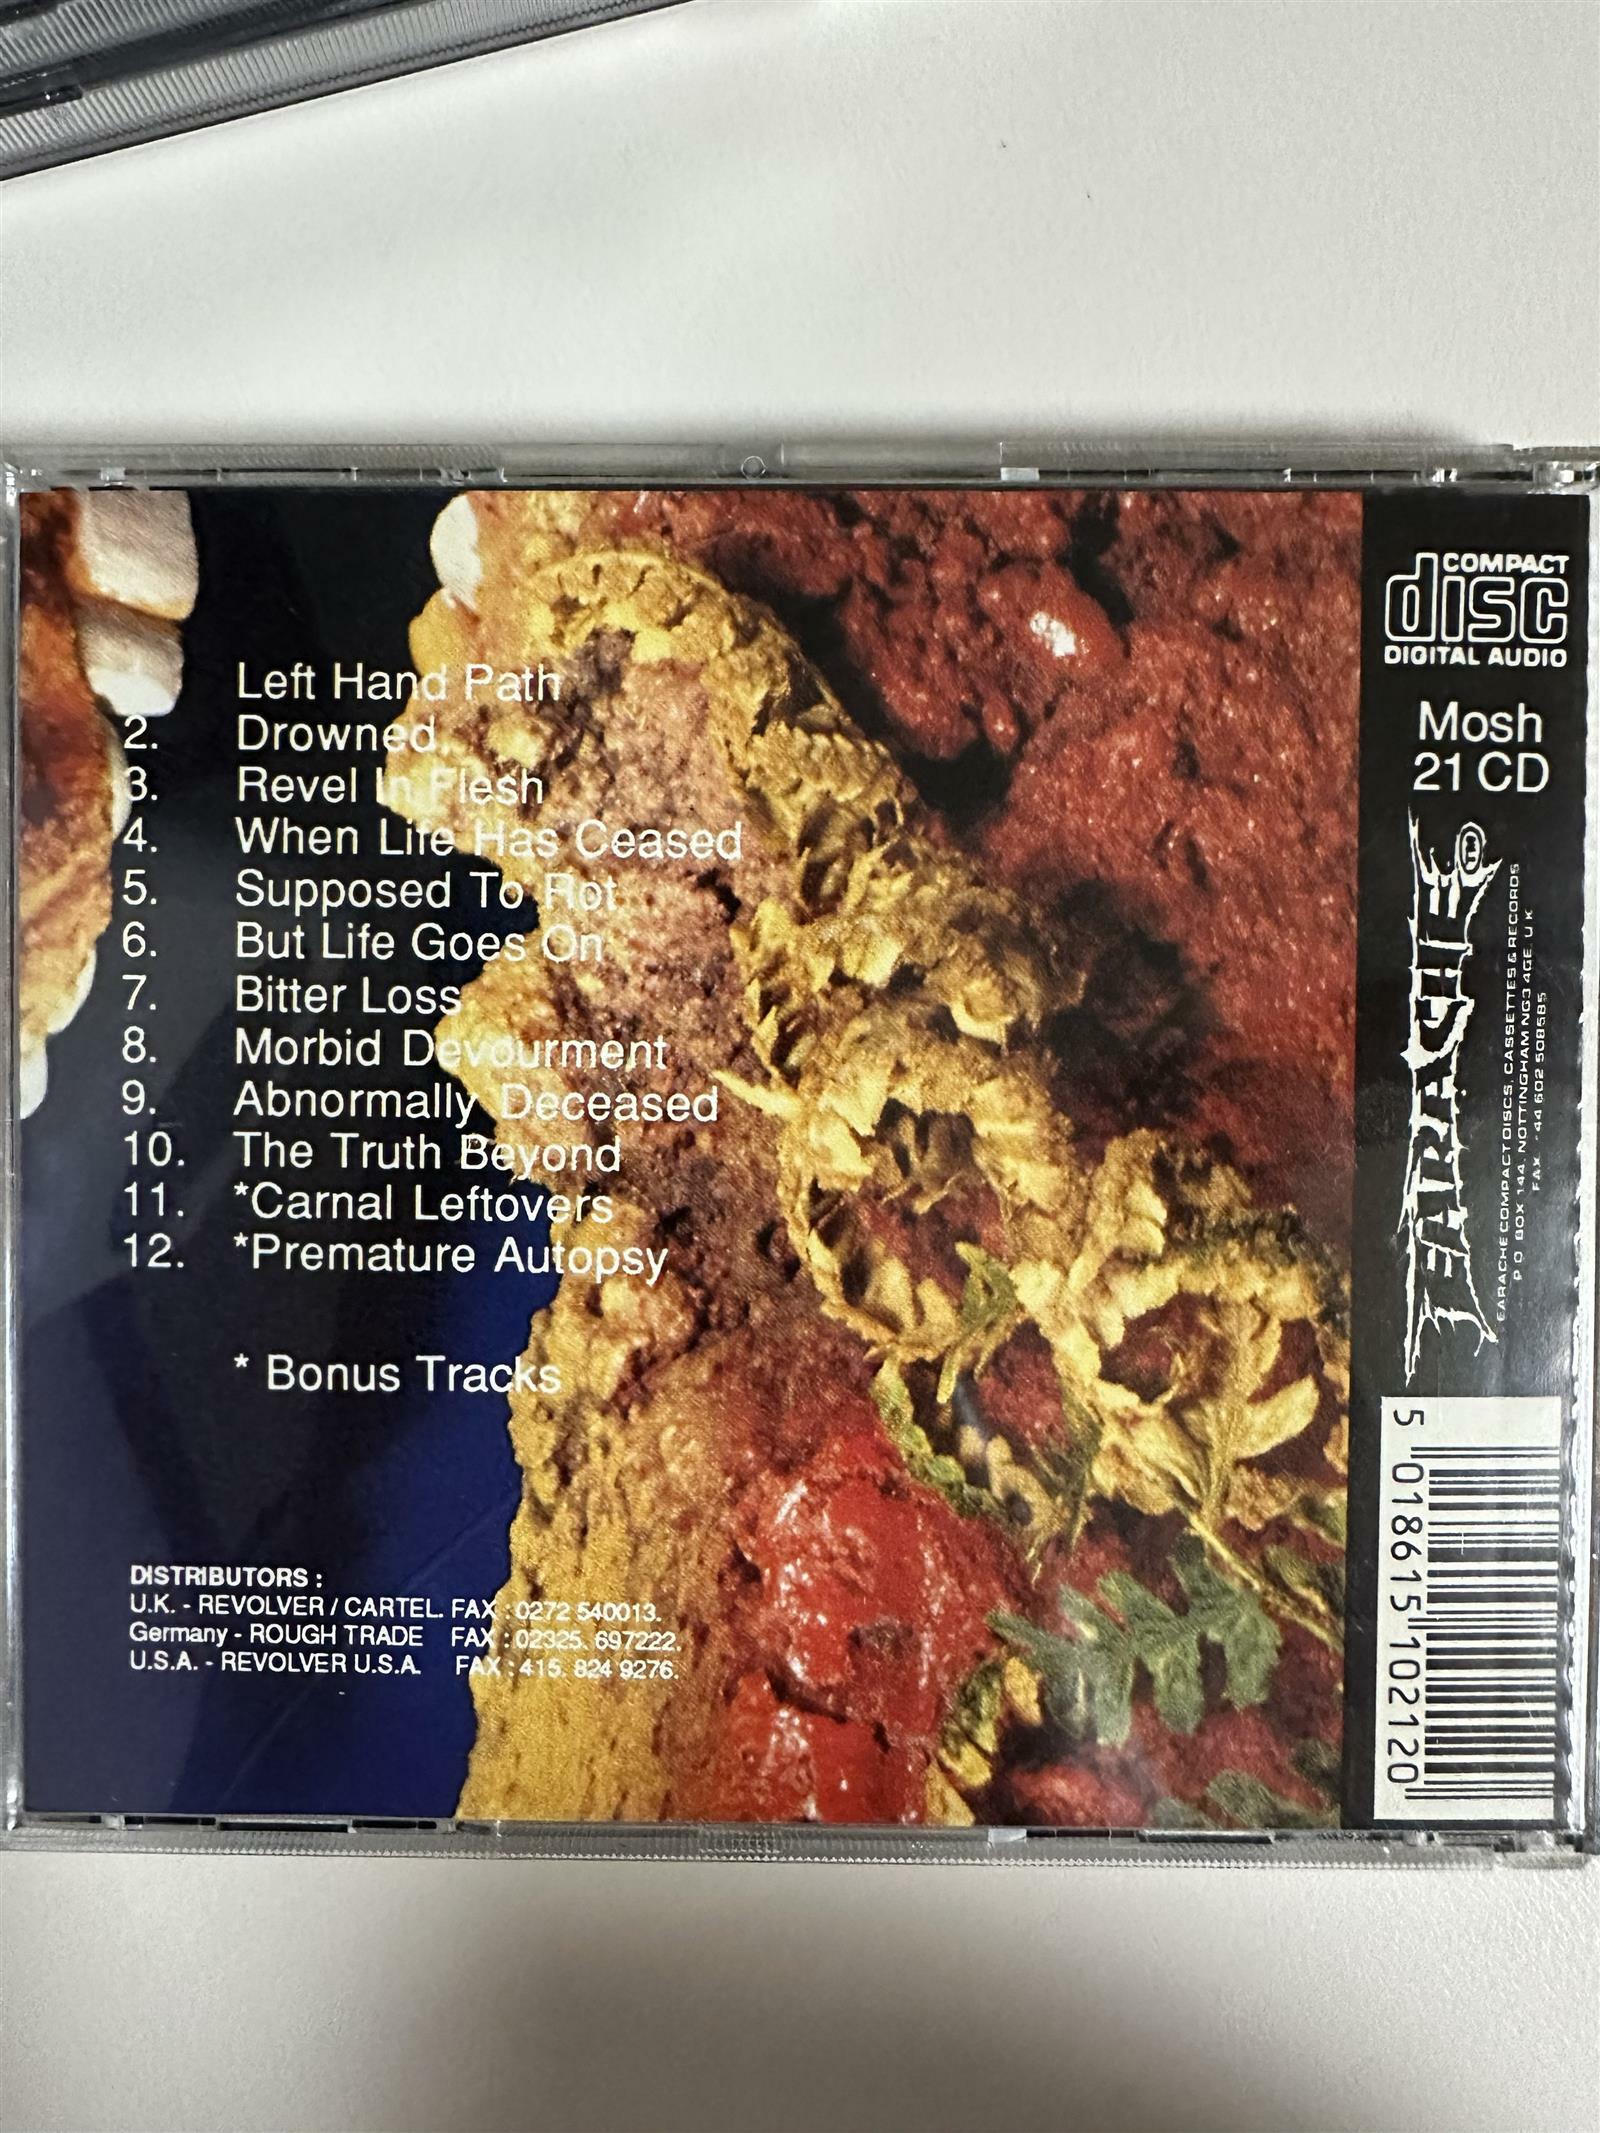 Left Hand Path
2. Drowned
3. Revel In Flesh
4. When Life Has Ceased
5. Supposed To Rot
6. But Life Goes On
7. Bitter Loss
8. Morbid Devourment
9. Abnormally Deceased
10. The Truth Beyond
11. *Carnal Leftovers
12. *Premature Autopsy
* Bonus Tracks
DISTRIBUTORS :
U.K. - REVOLVER / CARTEL. FAX : 0272 540013.
Germany - ROUGH TRADE FAX : 02325. 697222.
U.S.A. - REVOLVER U.S.A. FAX : 415. 824 9276.
COMPACT
disc
DIGITAL AUDIO
Mosh
21 CD
EARACHE TM
EARACHE COMPACT DISCS, CASSETTES & RECORDS
P O BOX 144, NOTTINGHAM NG3 4GE U K
FAX - 44 602 508585
5 018615 102120